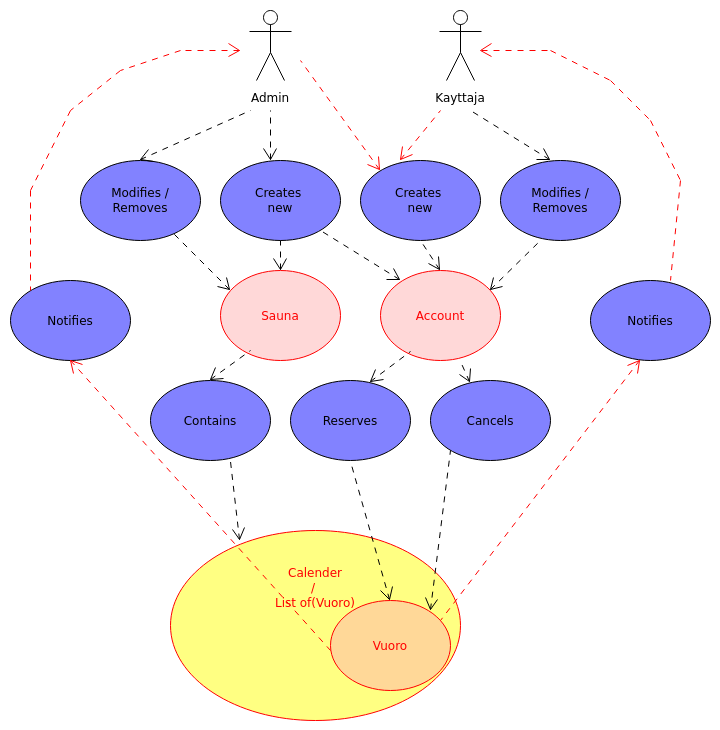 Admin
Kayttaja
Modifies /
Removes
Creates
new
Creates
new
Modifies /
Removes
Notifies
Sauna
Account
Notifies
Contains
Reserves
Cancels
Calender
/
List of(Vuoro)
Vuoro